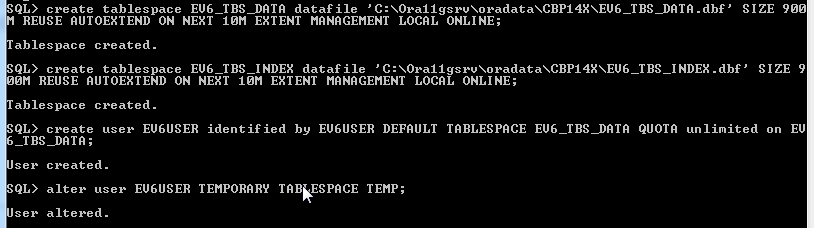 SQL> create tablespace EV6_TBS_DATA datafile 'C:\Ora11gsrv\oradata\CBP14X\EV6_TBS_DATA.dbf' SIZE 900
M REUSE AUTOEXTEND ON NEXT 10M EXTENT MANAGEMENT LOCAL ONLINE;
Tablespace created.
SQL> create tablespace EV6_TBS_INDEX datafile 'C:\Ora11gsrv\oradata\CBP14X\EV6_TBS_INDEX.dbf' SIZE 9
00M REUSE AUTOEXTEND ON NEXT 10M EXTENT MANAGEMENT LOCAL ONLINE;
Tablespace created.
SQL> create user EV6USER identified by EV6USER DEFAULT TABLESPACE EV6_TBS_DATA QUOTA unlimited on EV
6_TBS_DATA;
User created.
SQL> alter user EV6USER TEMPORARY TABLESPACE TEMP;
User altered.